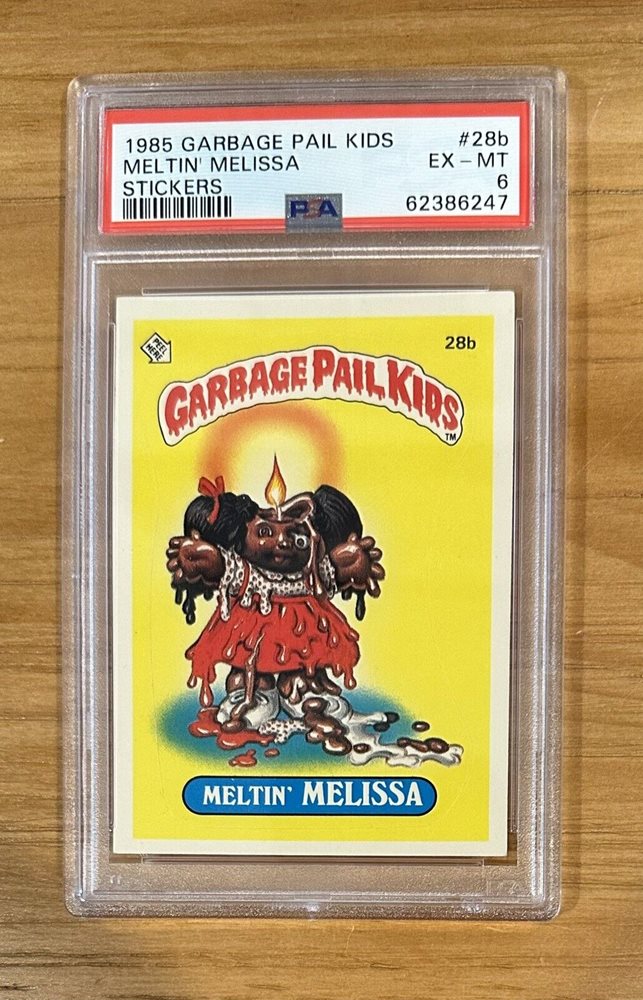 1985 GARBAGE PAIL KIDS #28b
MELTIN' MELISSA EX - MT
STICKERS 6
PSA 62386247
PEEL HERE
28b
GARBAGE PAIL KIDS
TM
MELTIN' MELISSA